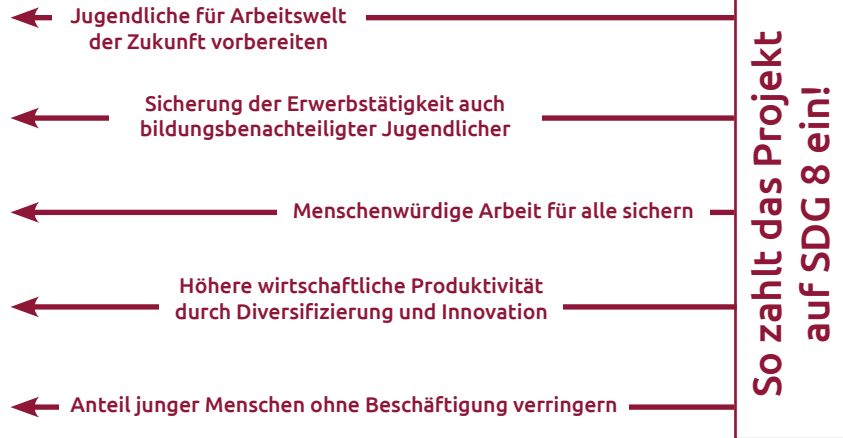 Jugendliche für Arbeitswelt
der Zukunft vorbereiten
Sicherung der Erwerbstätigkeit auch
bildungsbenachteiligter Jugendlicher
Menschenwürdige Arbeit für alle sichern
Höhere wirtschaftliche Produktivität
durch Diversifizierung und Innovation
Anteil junger Menschen ohne Beschäftigung verringern
So zahlt das Projekt
auf SDG 8 ein!